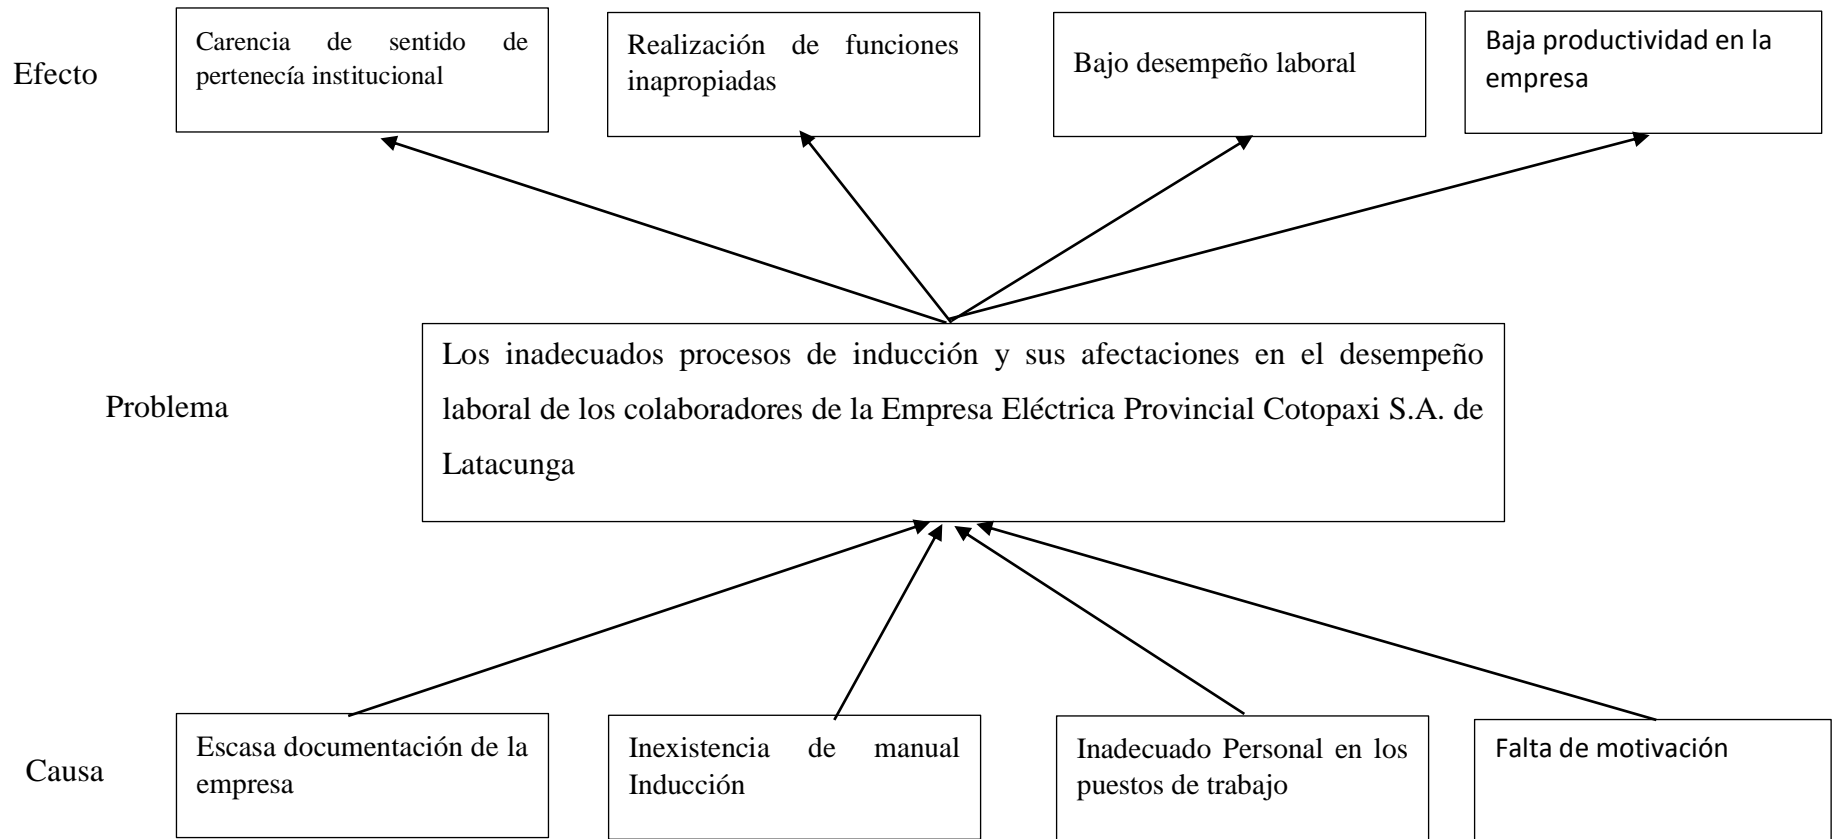 Efecto
Carencia de sentido de
pertenecía institucional
Realización de funciones
inapropiadas
Bajo desempeño laboral
Baja productividad en la
empresa
Problema
Los inadecuados procesos de inducción y sus afectaciones en el desempeño
laboral de los colaboradores de la Empresa Eléctrica Provincial Cotopaxi S.A. de
Latacunga
Causa
Escasa documentación de la
empresa
Inexistencia de manual
Inducción
Inadecuado Personal en los
puestos de trabajo
Falta de motivación